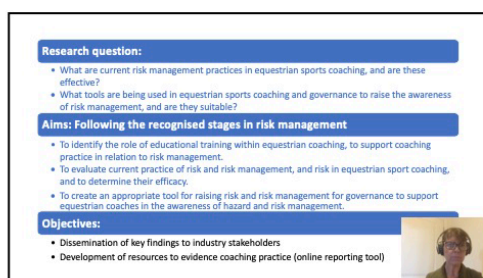 Research question:
• What are current risk management practices in equestrian sports coaching, and are these
effective?
• What tools are being used in equestrian sports coaching and governance to raise the awareness
of risk management, and are they suitable?
Aims: Following the recognised stages in risk management
• To identify the role of educational training within equestrian coaching, to support coaching
practice in relation to risk management.
• To evaluate current practice of risk and risk management, and risk in equestrian sport coaching,
and to determine their efficacy.
• To create an appropriate tool for raising risk and risk management for governance to support
equestrian coaches in the awareness of hazard and risk management.
Objectives:
• Dissemination of key findings to industry stakeholders
• Development of resources to evidence coaching practice (online reporting tool)